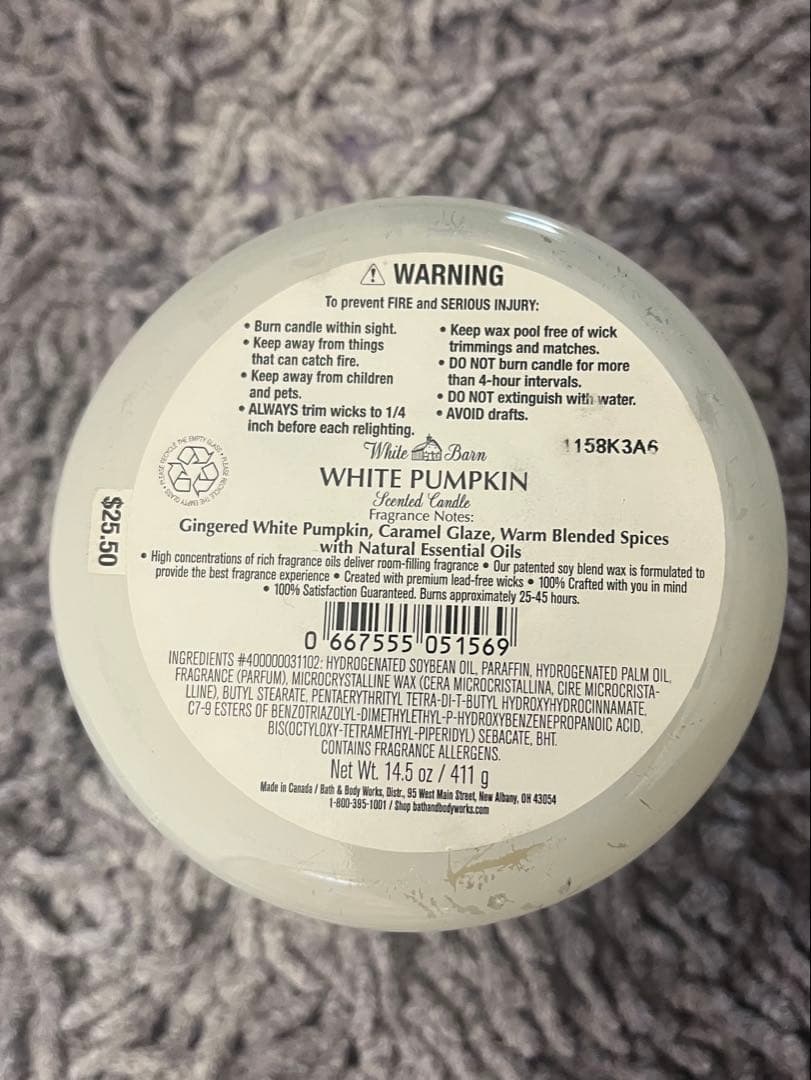 ⚠ WARNING
To prevent FIRE and SERIOUS INJURY:
• Burn candle within sight.
• Keep away from things
that can catch fire.
• Keep away from children
and pets.
• ALWAYS trim wicks to 1/4
inch before each relighting.
• Keep wax pool free of wick
trimmings and matches.
• DO NOT burn candle for more
than 4-hour intervals.
• DO NOT extinguish with water.
• AVOID drafts.
1158K3A6
• PLEASE RECYCLE THE EMPTY GLASS • PLEASE RECYCLE THE EMPTY GLASS
White Barn
WHITE PUMPKIN
Scented Candle
Fragrance Notes:
Gingered White Pumpkin, Caramel Glaze, Warm Blended Spices
with Natural Essential Oils
$25.50
• High concentrations of rich fragrance oils deliver room-filling fragrance • Our patented soy blend wax is formulated to
provide the best fragrance experience • Created with premium lead-free wicks • 100% Crafted with you in mind
• 100% Satisfaction Guaranteed. Burns approximately 25-45 hours.
0 667555 051569
INGREDIENTS #400000031102: HYDROGENATED SOYBEAN OIL, PARAFFIN, HYDROGENATED PALM OIL,
FRAGRANCE (PARFUM), MICROCRYSTALLINE WAX (CERA MICROCRISTALLINA, CIRE MICROCRISTA-
LLINE), BUTYL STEARATE, PENTAERYTHRITYL TETRA-DI-T-BUTYL HYDROXYHYDROCINNAMATE,
C7-9 ESTERS OF BENZOTRIAZOLYL-DIMETHYLETHYL-P-HYDROXYBENZENEPROPANOIC ACID,
BIS(OCTYLOXY-TETRAMETHYL-PIPERIDYL) SEBACATE, BHT.
CONTAINS FRAGRANCE ALLERGENS.
Net Wt. 14.5 oz / 411 g
Made in Canada / Bath & Body Works, Distr., 95 West Main Street, New Albany, OH 43054
1-800-395-1001 / Shop bathandbodyworks.com